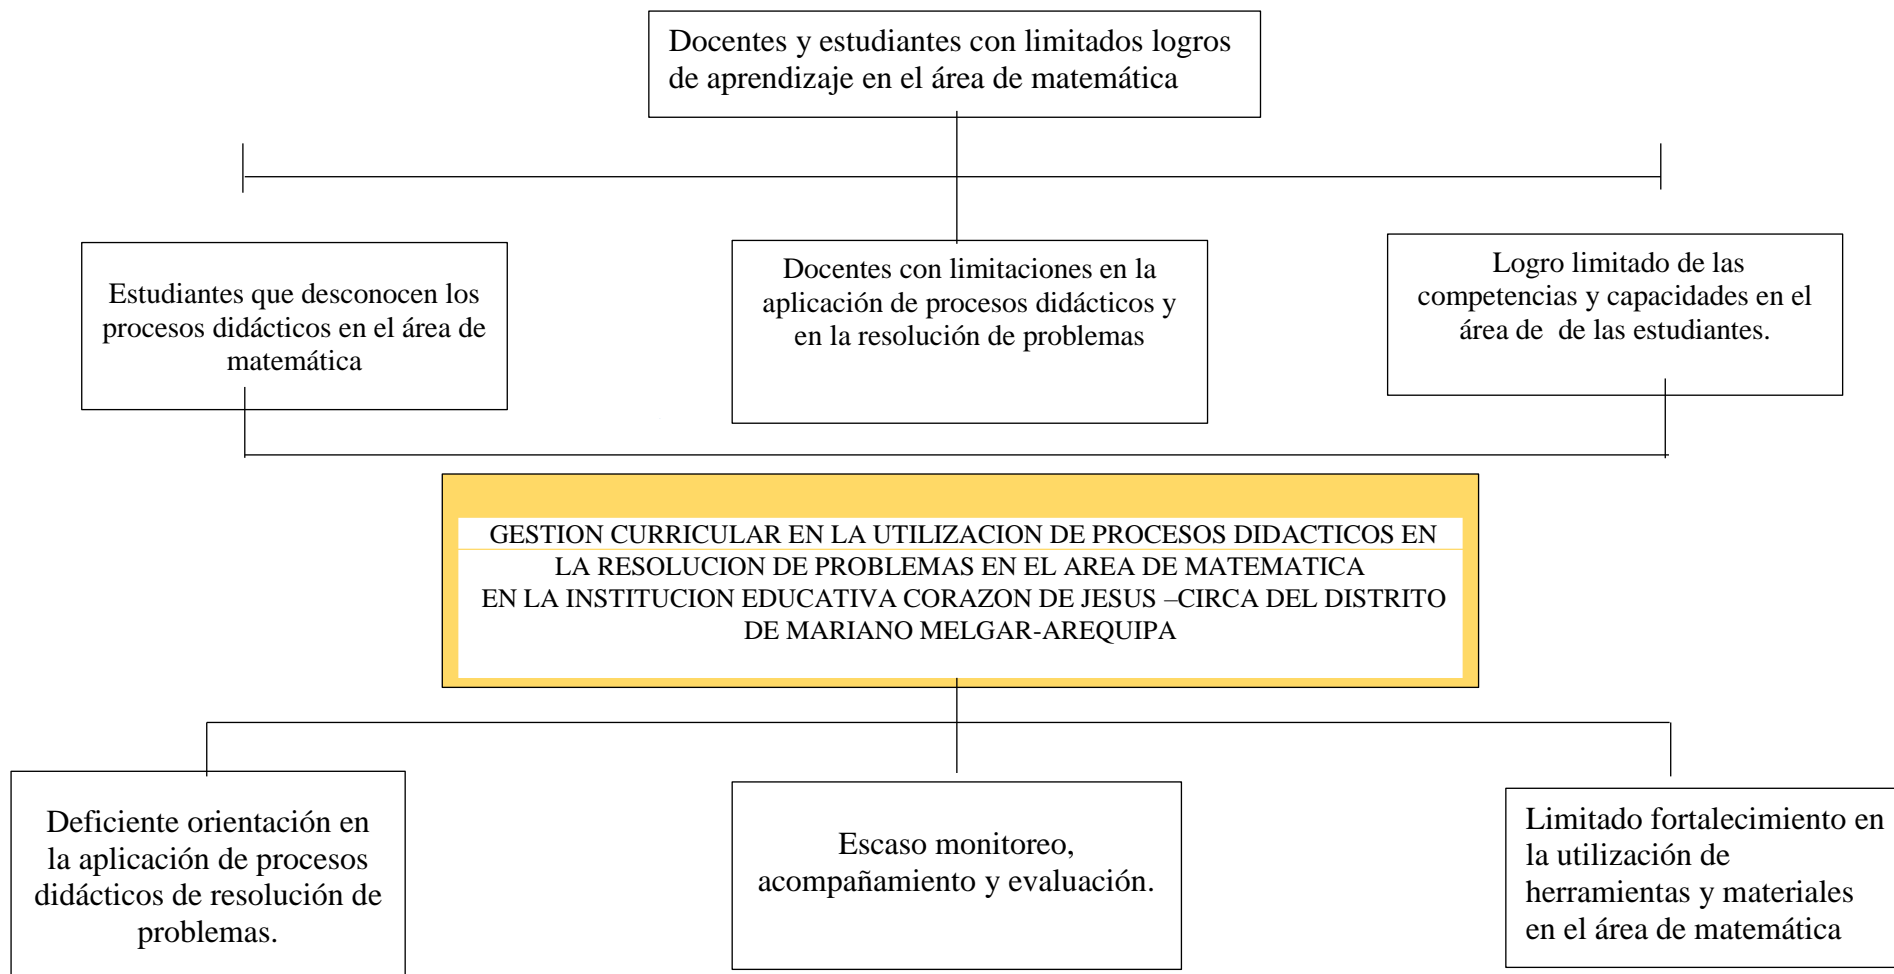 Docentes y estudiantes con limitados logros
de aprendizaje en el área de matemática
Estudiantes que desconocen los
procesos didácticos en el área de
matemática
Docentes con limitaciones en la
aplicación de procesos didácticos y
en la resolución de problemas
Logro limitado de las
competencias y capacidades en el
área de  de las estudiantes.
GESTION CURRICULAR EN LA UTILIZACION DE PROCESOS DIDACTICOS EN
LA RESOLUCION DE PROBLEMAS EN EL AREA DE MATEMATICA
EN LA INSTITUCION EDUCATIVA CORAZON DE JESUS –CIRCA DEL DISTRITO
DE MARIANO MELGAR-AREQUIPA
Deficiente orientación en
la aplicación de procesos
didácticos de resolución de
problemas.
Escaso monitoreo,
acompañamiento y evaluación.
Limitado fortalecimiento en
la utilización de
herramientas y materiales
en el área de matemática